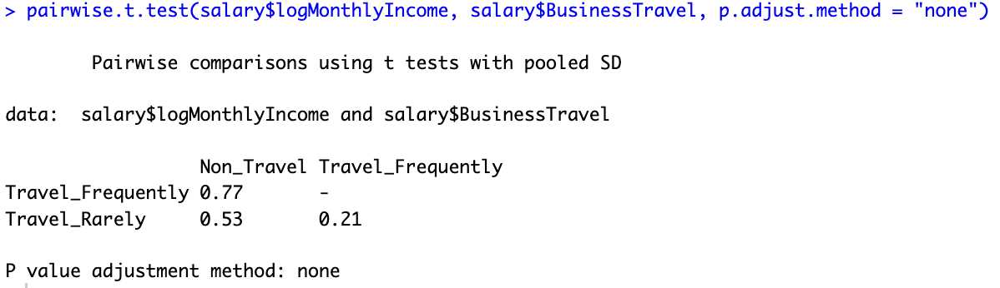 > pairwise.t.test(salary$logMonthlyIncome, salary$BusinessTravel, p.adjust.method = "none")
Pairwise comparisons using t tests with pooled SD
data:  salary$logMonthlyIncome and salary$BusinessTravel
Non_Travel Travel_Frequently
Travel_Frequently 0.77 -
Travel_Rarely 0.53 0.21
P value adjustment method: none